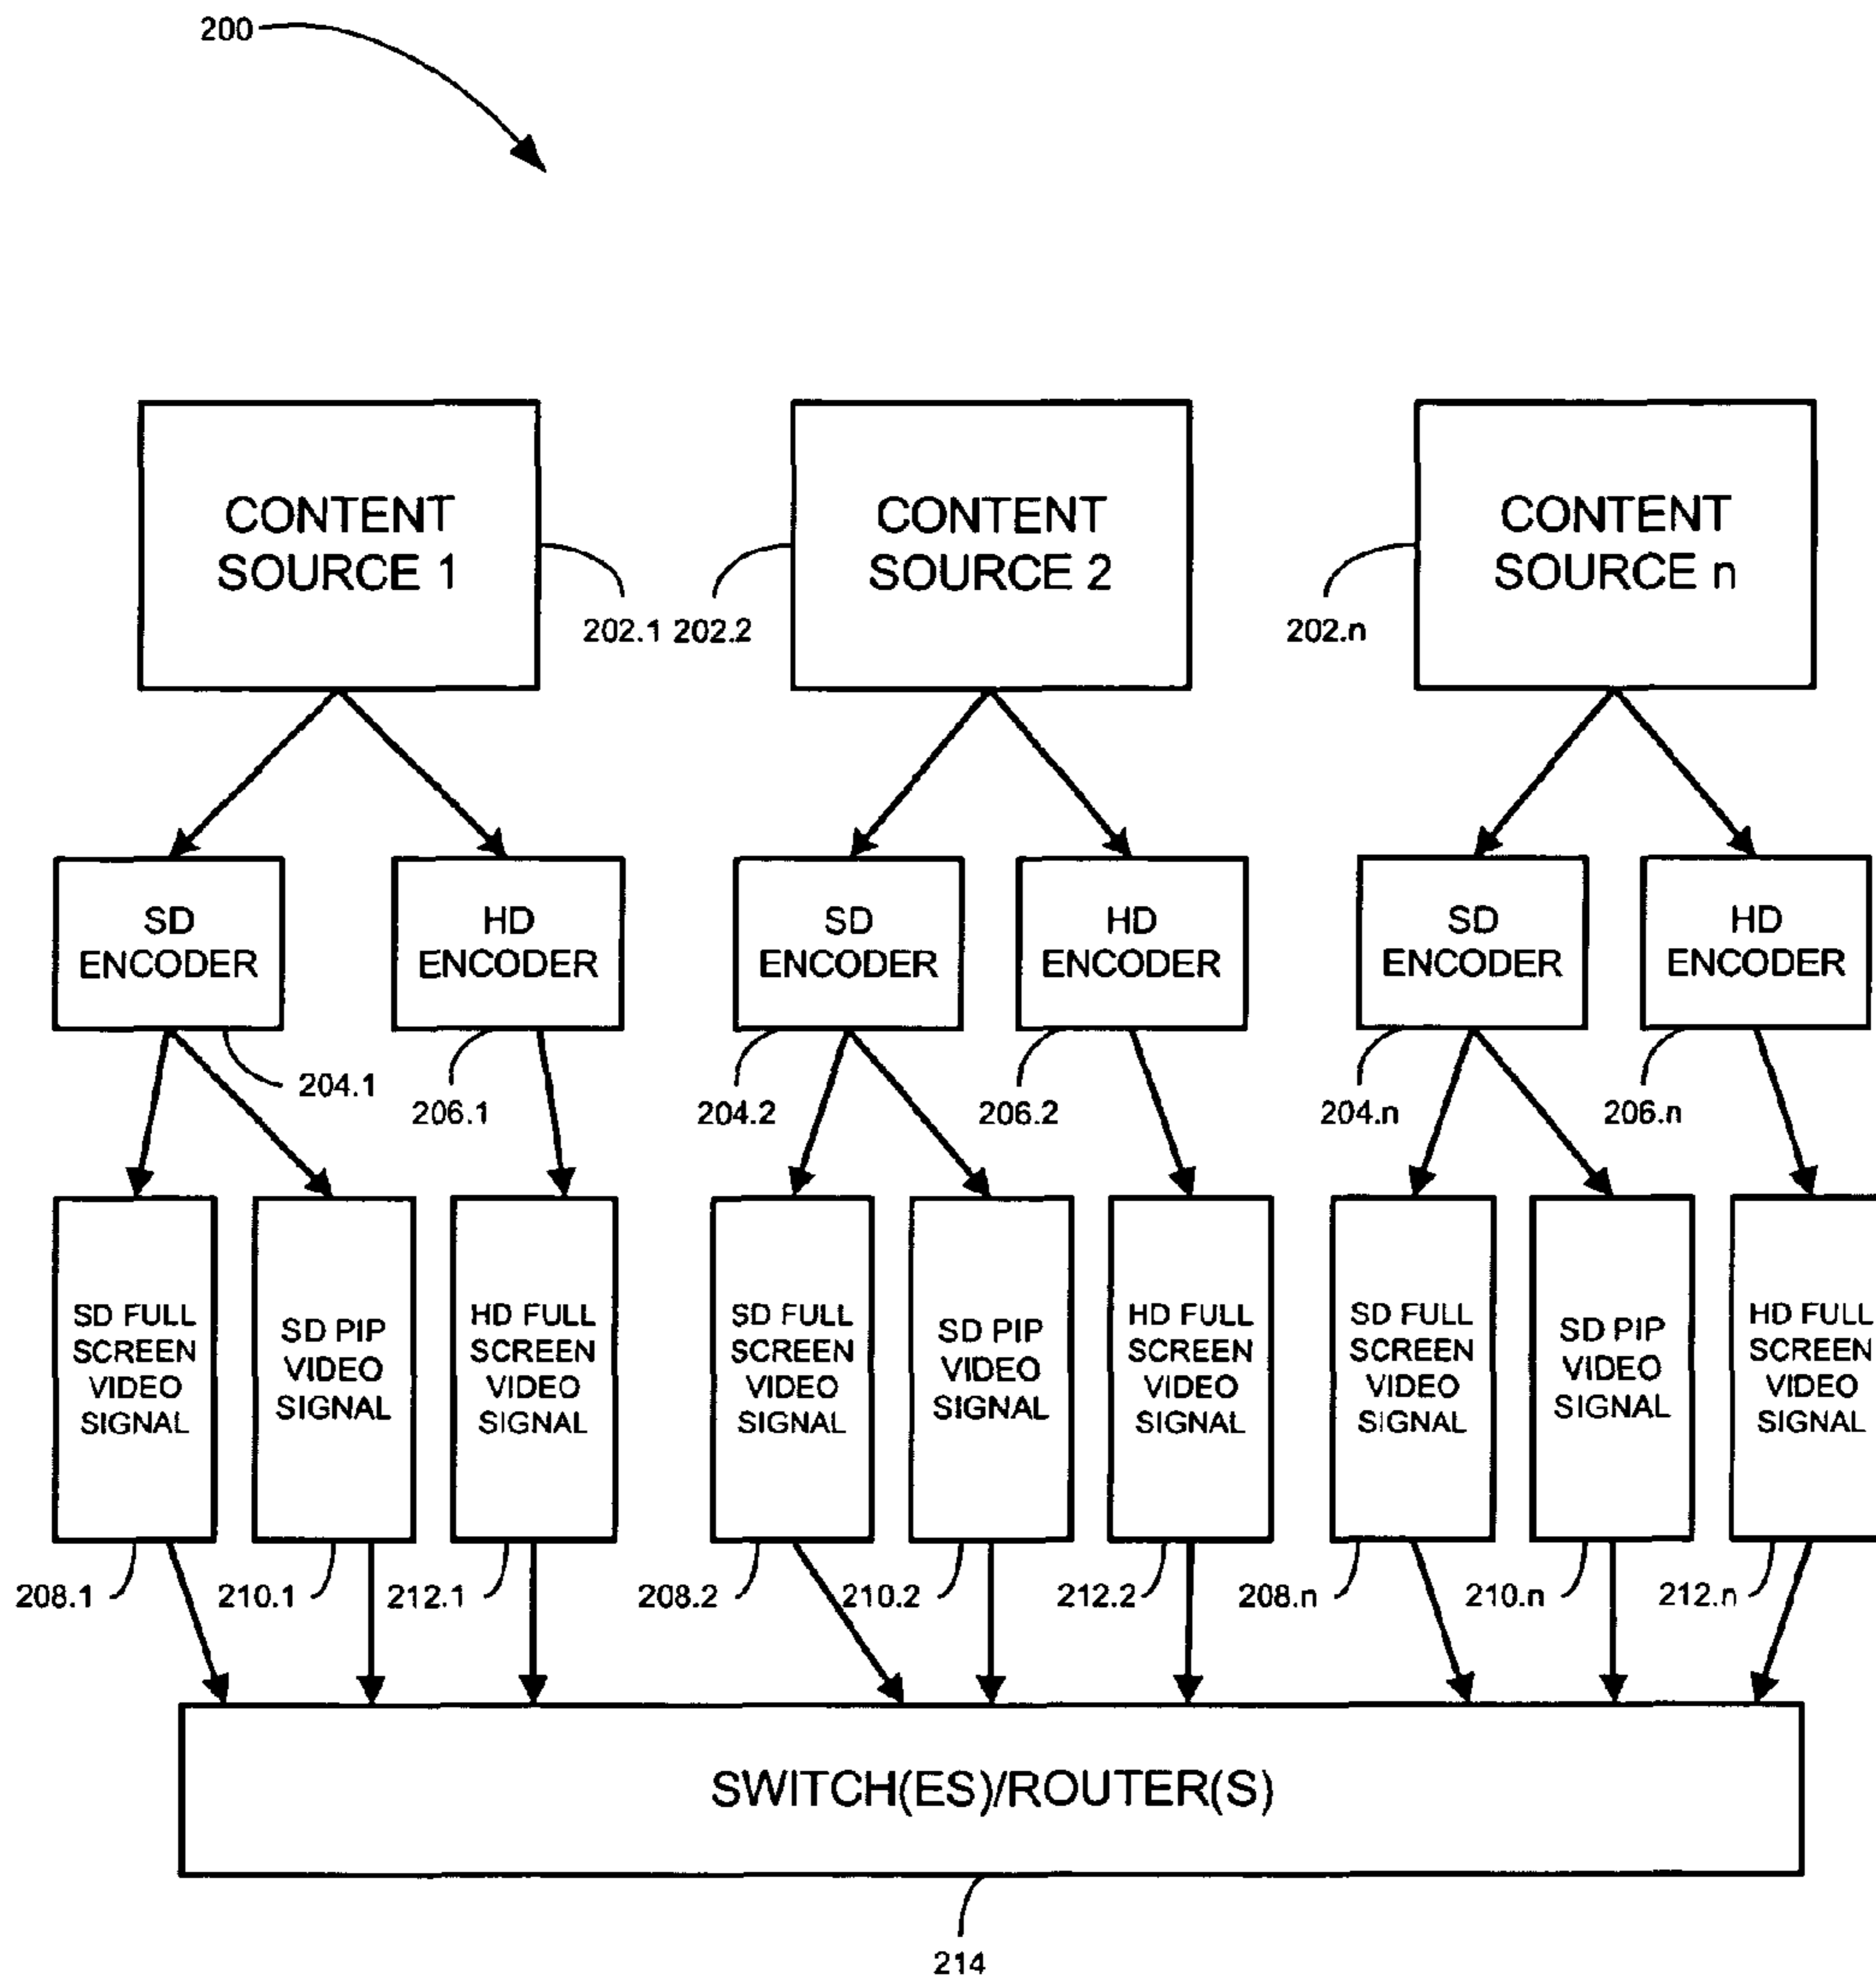 200
CONTENT
SOURCE 1
CONTENT
SOURCE 2
CONTENT
SOURCE n
202.1
202.2
202.n
SD
ENCODER
HD
ENCODER
SD
ENCODER
HD
ENCODER
SD
ENCODER
HD
ENCODER
204.1
206.1
204.2
206.2
204.n
206.n
SD FULL
SCREEN
VIDEO
SIGNAL
SD PIP
VIDEO
SIGNAL
HD FULL
SCREEN
VIDEO
SIGNAL
SD FULL
SCREEN
VIDEO
SIGNAL
SD PIP
VIDEO
SIGNAL
HD FULL
SCREEN
VIDEO
SIGNAL
SD FULL
SCREEN
VIDEO
SIGNAL
SD PIP
VIDEO
SIGNAL
HD FULL
SCREEN
VIDEO
SIGNAL
208.1
210.1
212.1
208.2
210.2
212.2
208.n
210.n
212.n
SWITCH(ES)/ROUTER(S)
214